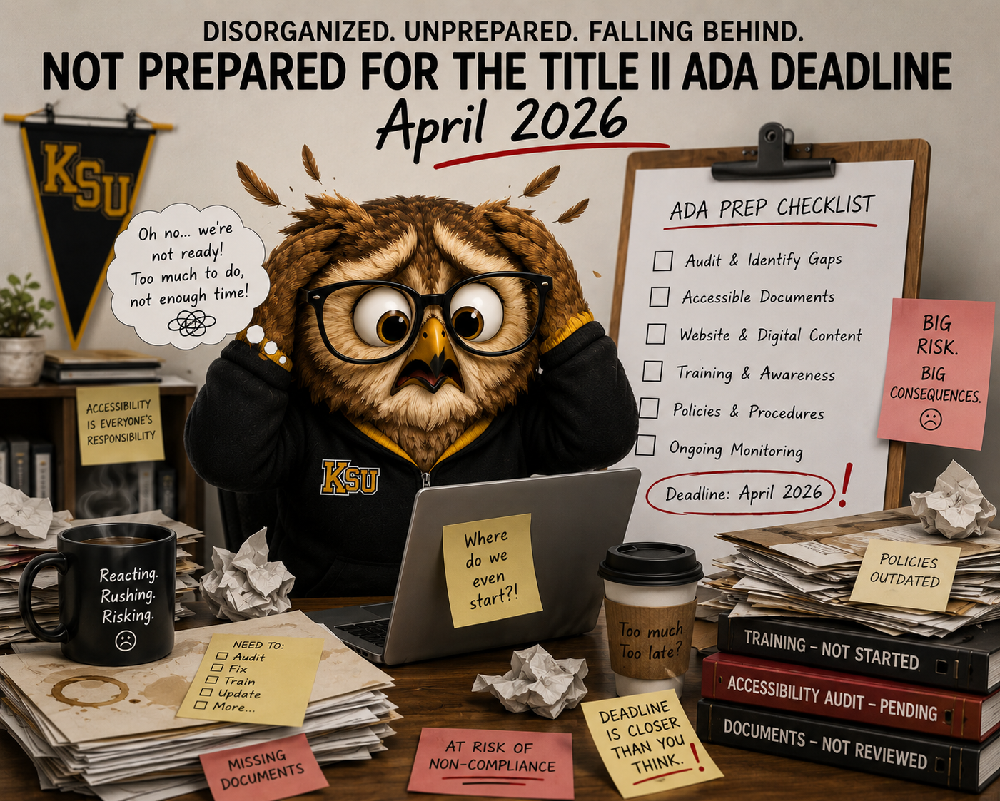 DISORGANIZED. UNPREPARED. FALLING BEHIND.
NOT PREPARED FOR THE TITLE II ADA DEADLINE
April 2026
KSU
Oh no... we're
not ready!
Too much to do,
not enough time!
ADA PREP CHECKLIST
Audit & Identify Gaps
Accessible Documents
Website & Digital Content
Training & Awareness
Policies & Procedures
Ongoing Monitoring
Deadline: April 2026!
BIG
RISK.
BIG
CONSEQUENCES.
ACCESSIBILITY
IS EVERYONE'S
RESPONSIBILITY
KSU
Where
do we
even
start?!
Reacting.
Rushing.
Risking.
Too much
Too late?
POLICIES
OUTDATED
TRAINING – NOT STARTED
ACCESSIBILITY AUDIT – PENDING
DOCUMENTS – NOT REVIEWED
NEED TO:
Audit
Fix
Train
Update
More...
MISSING
DOCUMENTS
AT RISK OF
NON-COMPLIANCE
DEADLINE
IS CLOSER
THAN YOU
THINK.!